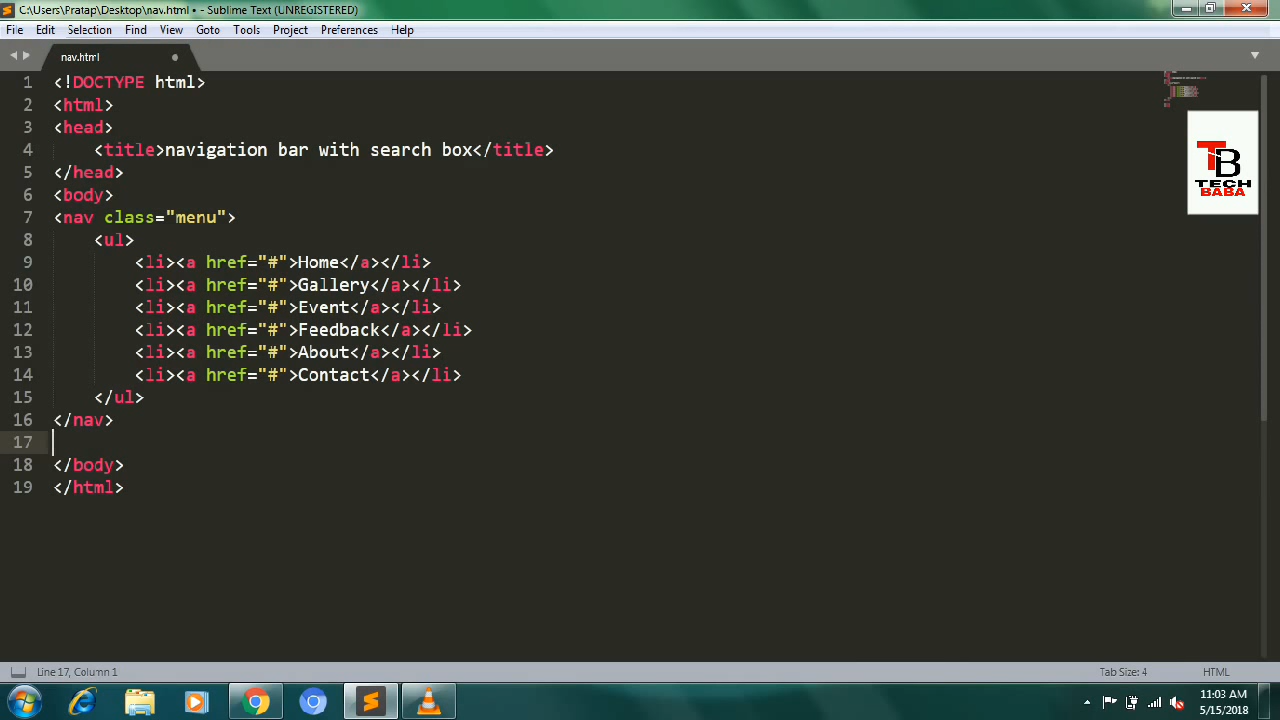 C:\Users\Pratap\Desktop\nav.html • - Sublime Text (UNREGISTERED)
File Edit Selection Find View Goto Tools Project Preferences Help
nav.html
1 <!DOCTYPE html>
2 <html>
3 <head>
4 <title>navigation bar with search box</title>
5 </head>
6 <body>
7 <nav class="menu">
8 <ul>
9 <li><a href="#">Home</a></li>
10 <li><a href="#">Gallery</a></li>
11 <li><a href="#">Event</a></li>
12 <li><a href="#">Feedback</a></li>
13 <li><a href="#">About</a></li>
14 <li><a href="#">Contact</a></li>
15 </ul>
16 </nav>
17
18 </body>
19 </html>
TB
TECH
BABA
Line 17, Column 1 Tab Size: 4 HTML
11:03 AM
5/15/2018